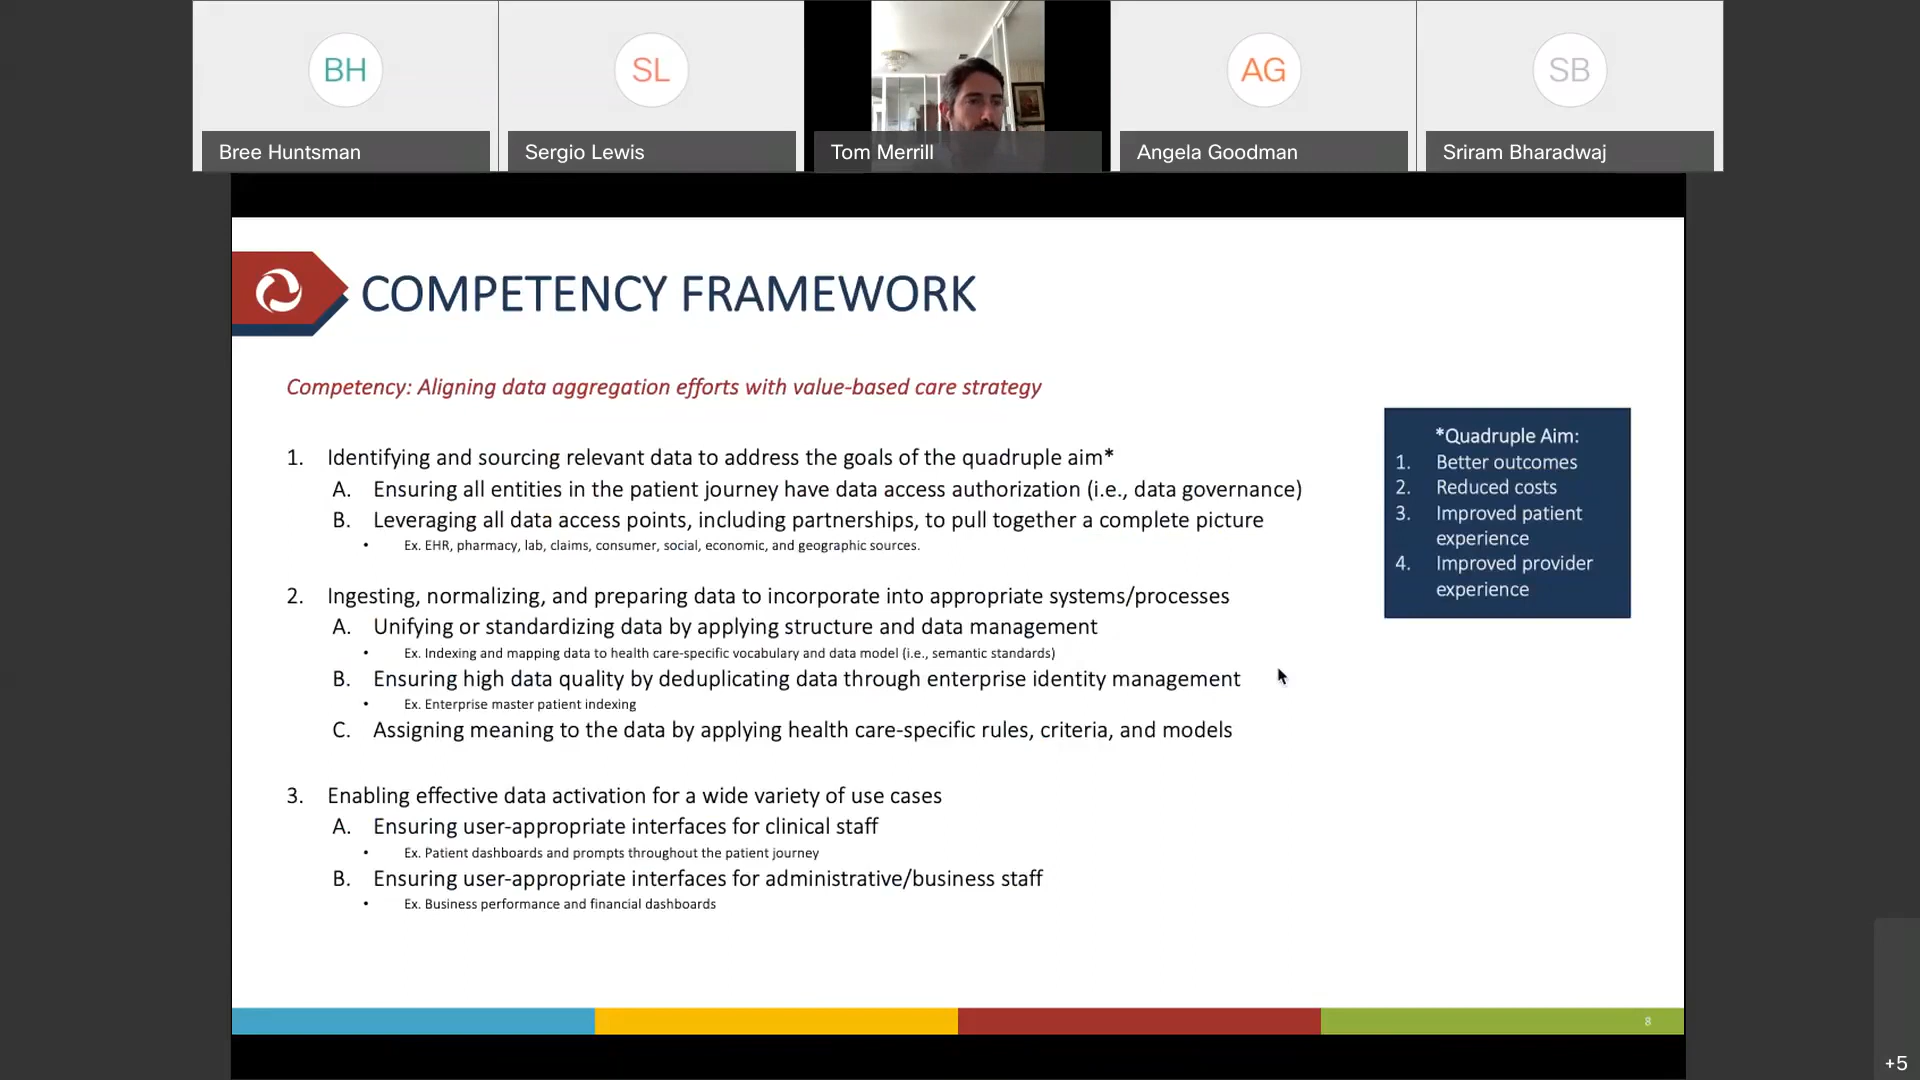 BH
SL
AG
SB
Bree Huntsman
Sergio Lewis
Tom Merrill
Angela Goodman
Sriram Bharadwaj
COMPETENCY FRAMEWORK
Competency: Aligning data aggregation efforts with value-based care strategy
1. Identifying and sourcing relevant data to address the goals of the quadruple aim*
A. Ensuring all entities in the patient journey have data access authorization (i.e., data governance)
B. Leveraging all data access points, including partnerships, to pull together a complete picture
• Ex. EHR, pharmacy, lab, claims, consumer, social, economic, and geographic sources.
2. Ingesting, normalizing, and preparing data to incorporate into appropriate systems/processes
A. Unifying or standardizing data by applying structure and data management
• Ex. Indexing and mapping data to health care-specific vocabulary and data model (i.e., semantic standards)
B. Ensuring high data quality by deduplicating data through enterprise identity management
• Ex. Enterprise master patient indexing
C. Assigning meaning to the data by applying health care-specific rules, criteria, and models
3. Enabling effective data activation for a wide variety of use cases
A. Ensuring user-appropriate interfaces for clinical staff
• Ex. Patient dashboards and prompts throughout the patient journey
B. Ensuring user-appropriate interfaces for administrative/business staff
• Ex. Business performance and financial dashboards
*Quadruple Aim:
1. Better outcomes
2. Reduced costs
3. Improved patient
experience
4. Improved provider
experience
8
+5